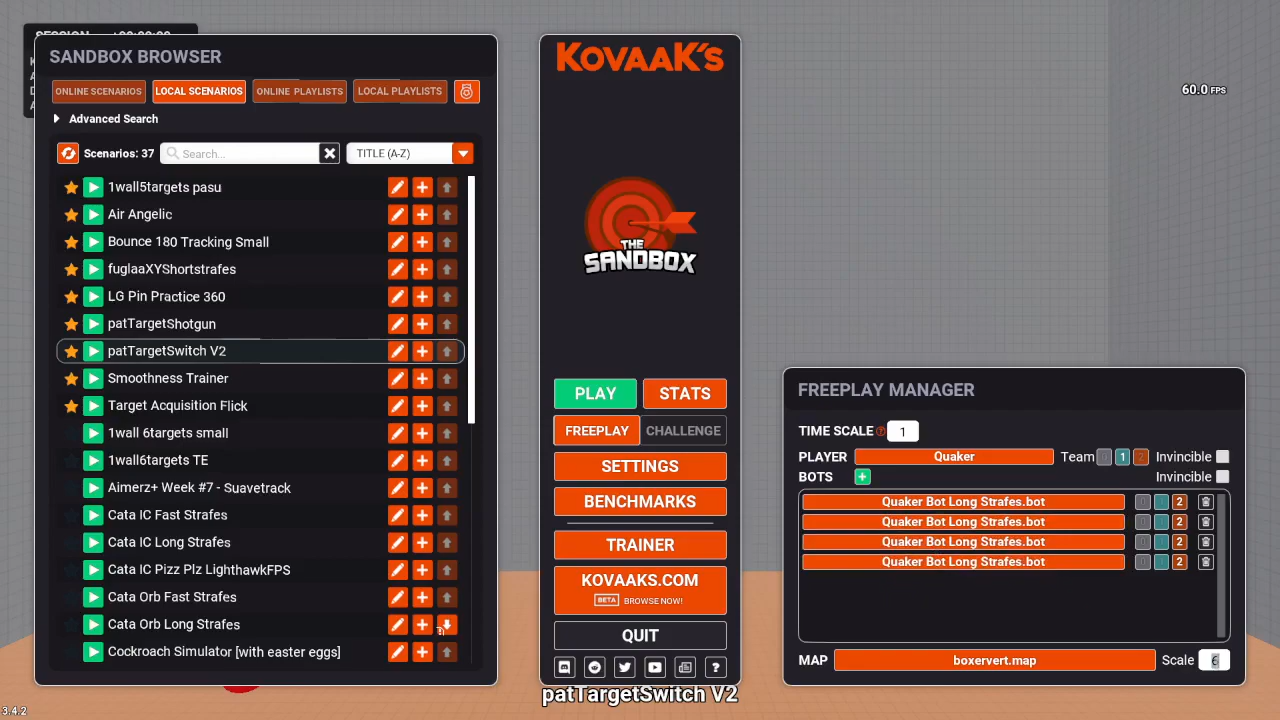 SANDBOX BROWSER
ONLINE SCENARIOS LOCAL SCENARIOS ONLINE PLAYLISTS LOCAL PLAYLISTS
Advanced Search
Scenarios: 37 Search... TITLE (A-Z)
1wall5targets pasu
Air Angelic
Bounce 180 Tracking Small
fuglaaXYShortstrafes
LG Pin Practice 360
patTargetShotgun
patTargetSwitch V2
Smoothness Trainer
Target Acquisition Flick
1wall 6targets small
1wall6targets TE
Aimerz+ Week #7 - Suavetrack
Cata IC Fast Strafes
Cata IC Long Strafes
Cata IC Pizz Plz LighthawkFPS
Cata Orb Fast Strafes
Cata Orb Long Strafes
Cockroach Simulator [with easter eggs]
KOVAAK'S
THE
SANDBOX
PLAY STATS
FREEPLAY CHALLENGE
SETTINGS
BENCHMARKS
TRAINER
KOVAAKS.COM
BETA BROWSE NOW!
QUIT
patTargetSwitch V2
60.0 FPS
FREEPLAY MANAGER
TIME SCALE 1
PLAYER Quaker Team 1 2 Invincible
BOTS Invincible
Quaker Bot Long Strafes.bot 2
Quaker Bot Long Strafes.bot 2
Quaker Bot Long Strafes.bot 2
Quaker Bot Long Strafes.bot 2
MAP boxervert.map Scale
3.4.2